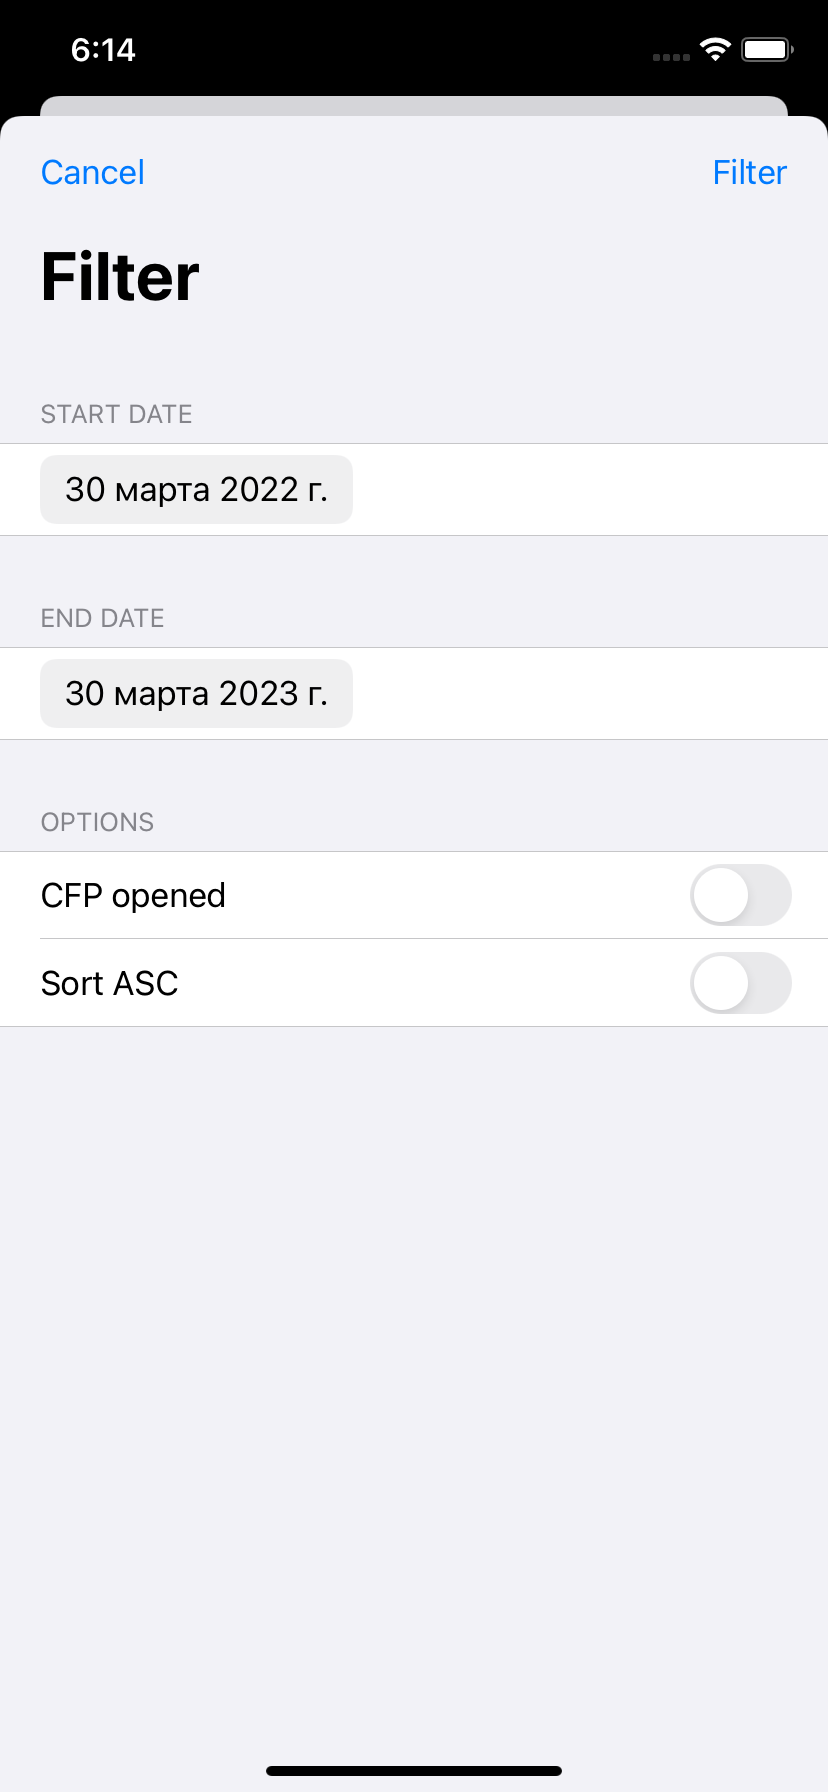 6:14
Cancel
Filter
Filter
START DATE
30 марта 2022 г.
END DATE
30 марта 2023 г.
OPTIONS
CFP opened
Sort ASC